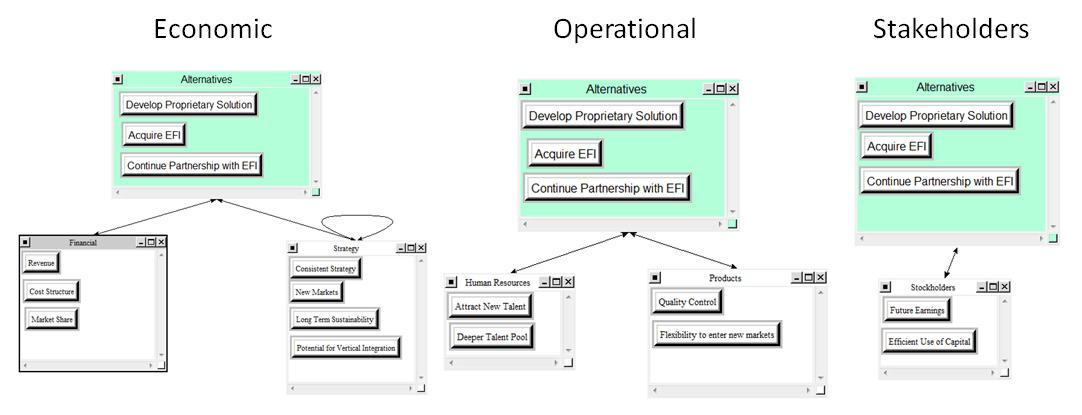 Economic
Operational
Stakeholders
Alternatives
Develop Proprietary Solution
Acquire EFI
Continue Partnership with EFI
Financial
Revenue
Cost Structure
Market Share
Strategy
Consistent Strategy
New Markets
Long Term Sustainability
Potential for Vertical Integration
Alternatives
Develop Proprietary Solution
Acquire EFI
Continue Partnership with EFI
Human Resources
Attract New Talent
Deeper Talent Pool
Products
Quality Control
Flexibility to enter new markets
Alternatives
Develop Proprietary Solution
Acquire EFI
Continue Partnership with EFI
Stockholders
Future Earnings
Efficient Use of Capital